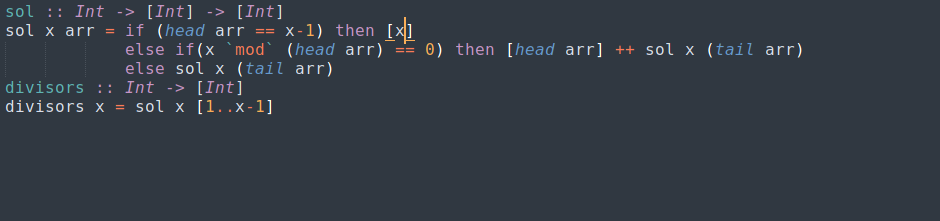 sol :: Int -> [Int] -> [Int]
sol x arr = if (head arr == x-1) then [x]
            else if(x `mod` (head arr) == 0) then [head arr] ++ sol x (tail arr)
            else sol x (tail arr)
divisors :: Int -> [Int]
divisors x = sol x [1..x-1]